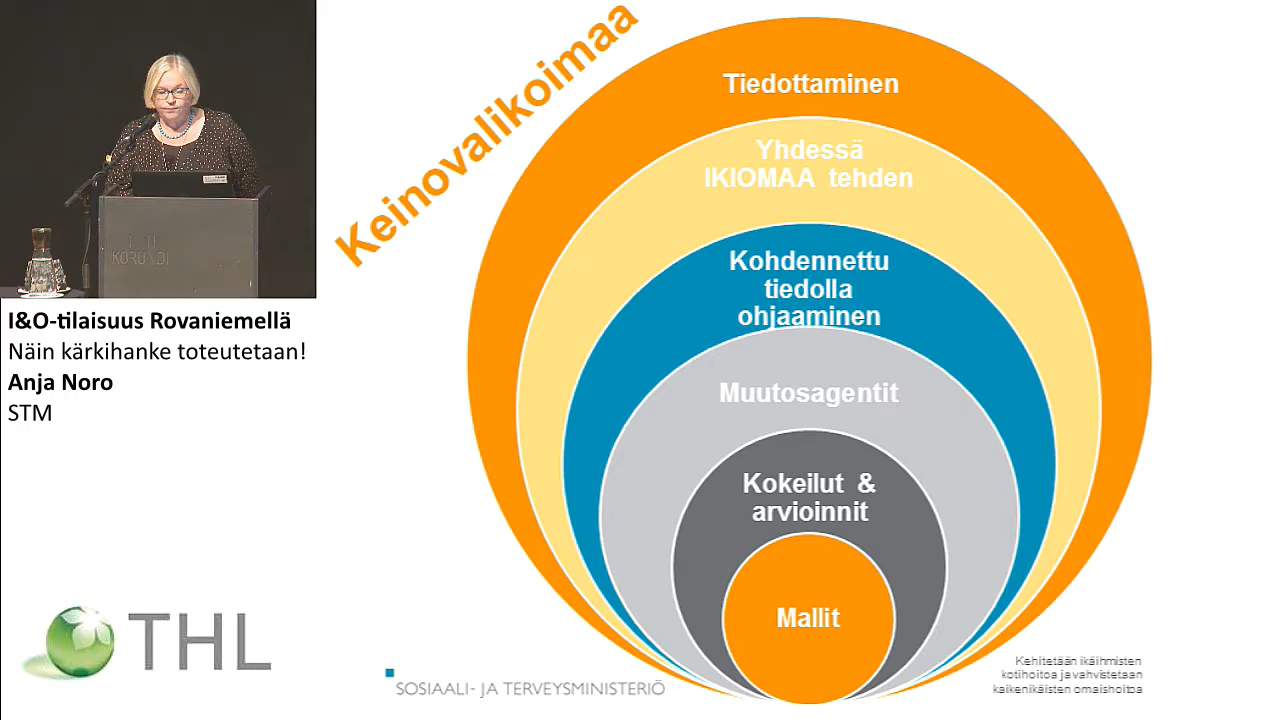 Keinovalikoimaa
Tiedottaminen
Yhdessä
IKIOMAA tehden
Kohdennettu
tiedolla
ohjaaminen
Muutosagentit
Kokeilut &
arvioinnit
Mallit
KORUNDI
I&O-tilaisuus Rovaniemellä
Näin kärkihanke toteutetaan!
Anja Noro
STM
THL
SOSIAALI- JA TERVEYSMINISTERIÖ
Kehitetään ikäihmisten
kotihoitoa ja vahvistetaan
kaikenikäisten omaishoitoa